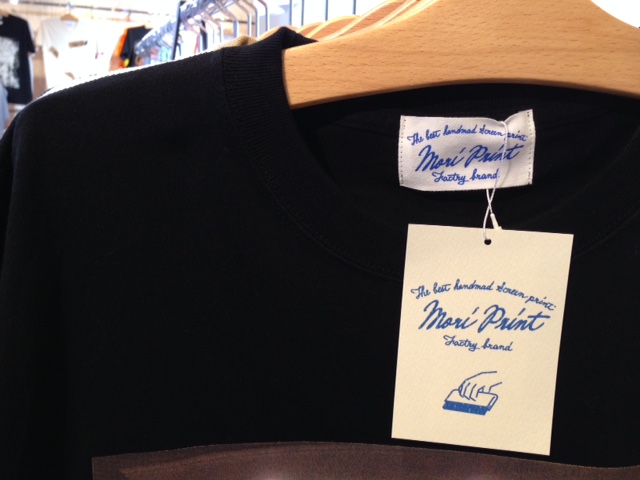 The best handmad Screen print
Mori Print
Factry brand
The best handmad Screen-print
Mori Print
Factry brand